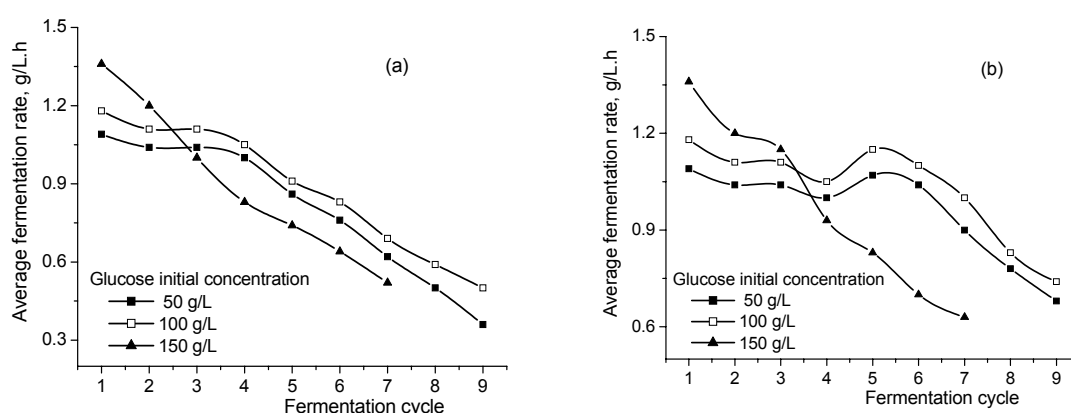 Average fermentation rate, g/L.h
1.5
1.2
0.9
0.6
0.3
(a)
Glucose initial concentration
50 g/L
100 g/L
150 g/L
1 2 3 4 5 6 7 8 9
Fermentation cycle
Average fermentation rate, g/L.h
1.5
1.2
0.9
0.6
(b)
Glucose initial concentration
50 g/L
100 g/L
150 g/L
1 2 3 4 5 6 7 8 9
Fermentation cycle